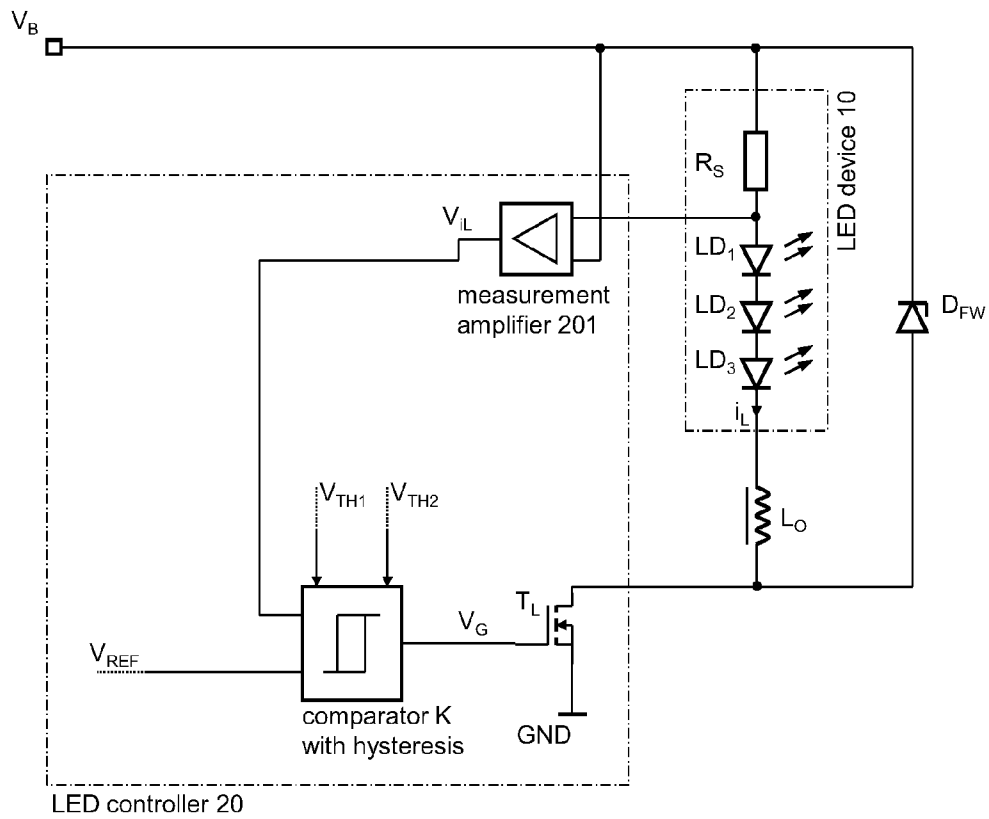 V_B
LED device 10
R_S
V_iL
LD_1
measurement
amplifier 201
LD_2
D_FW
LD_3
i_L
V_TH1
V_TH2
L_O
T_L
V_G
V_REF
comparator K
with hysteresis
GND
LED controller 20